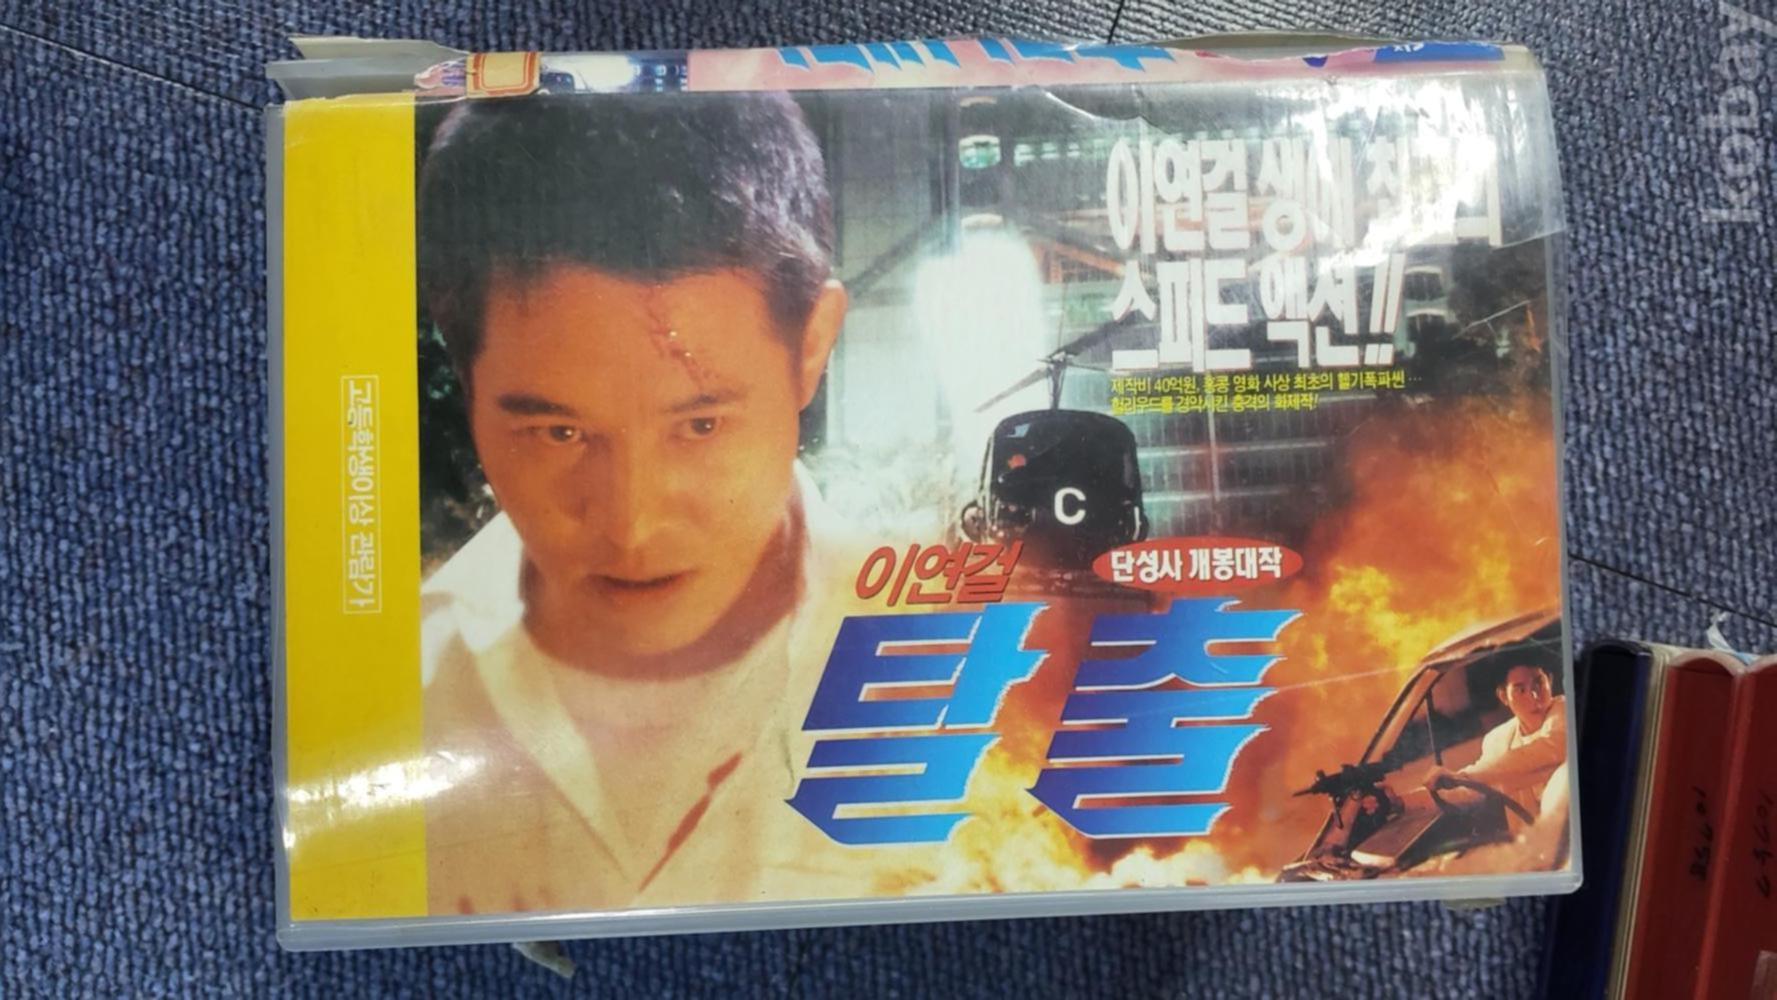 이연걸 생애 최고의
스피드 액션!!
제작비 40억원, 홍콩 영화 사상 최초의 헬기폭파씬…
헐리우드를 경악시킨 충격의 화제작!
C
이연걸
단성사 개봉대작
탈출
고등학생이상 관람가
kobay